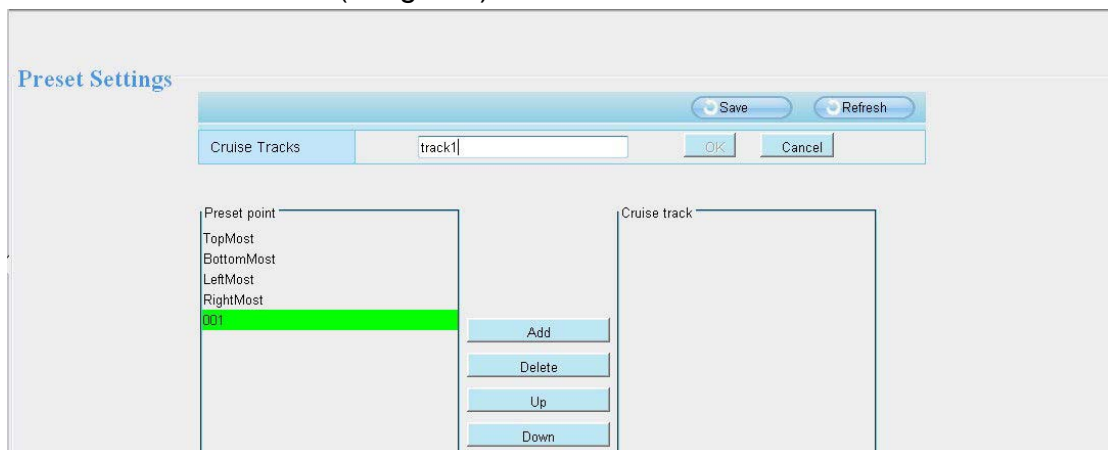 Preset Settings
Save Refresh
Cruise Tracks track1 OK Cancel
Preset point Cruise track
TopMost
BottomMost
LeftMost
RightMost
001
Add
Delete
Up
Down